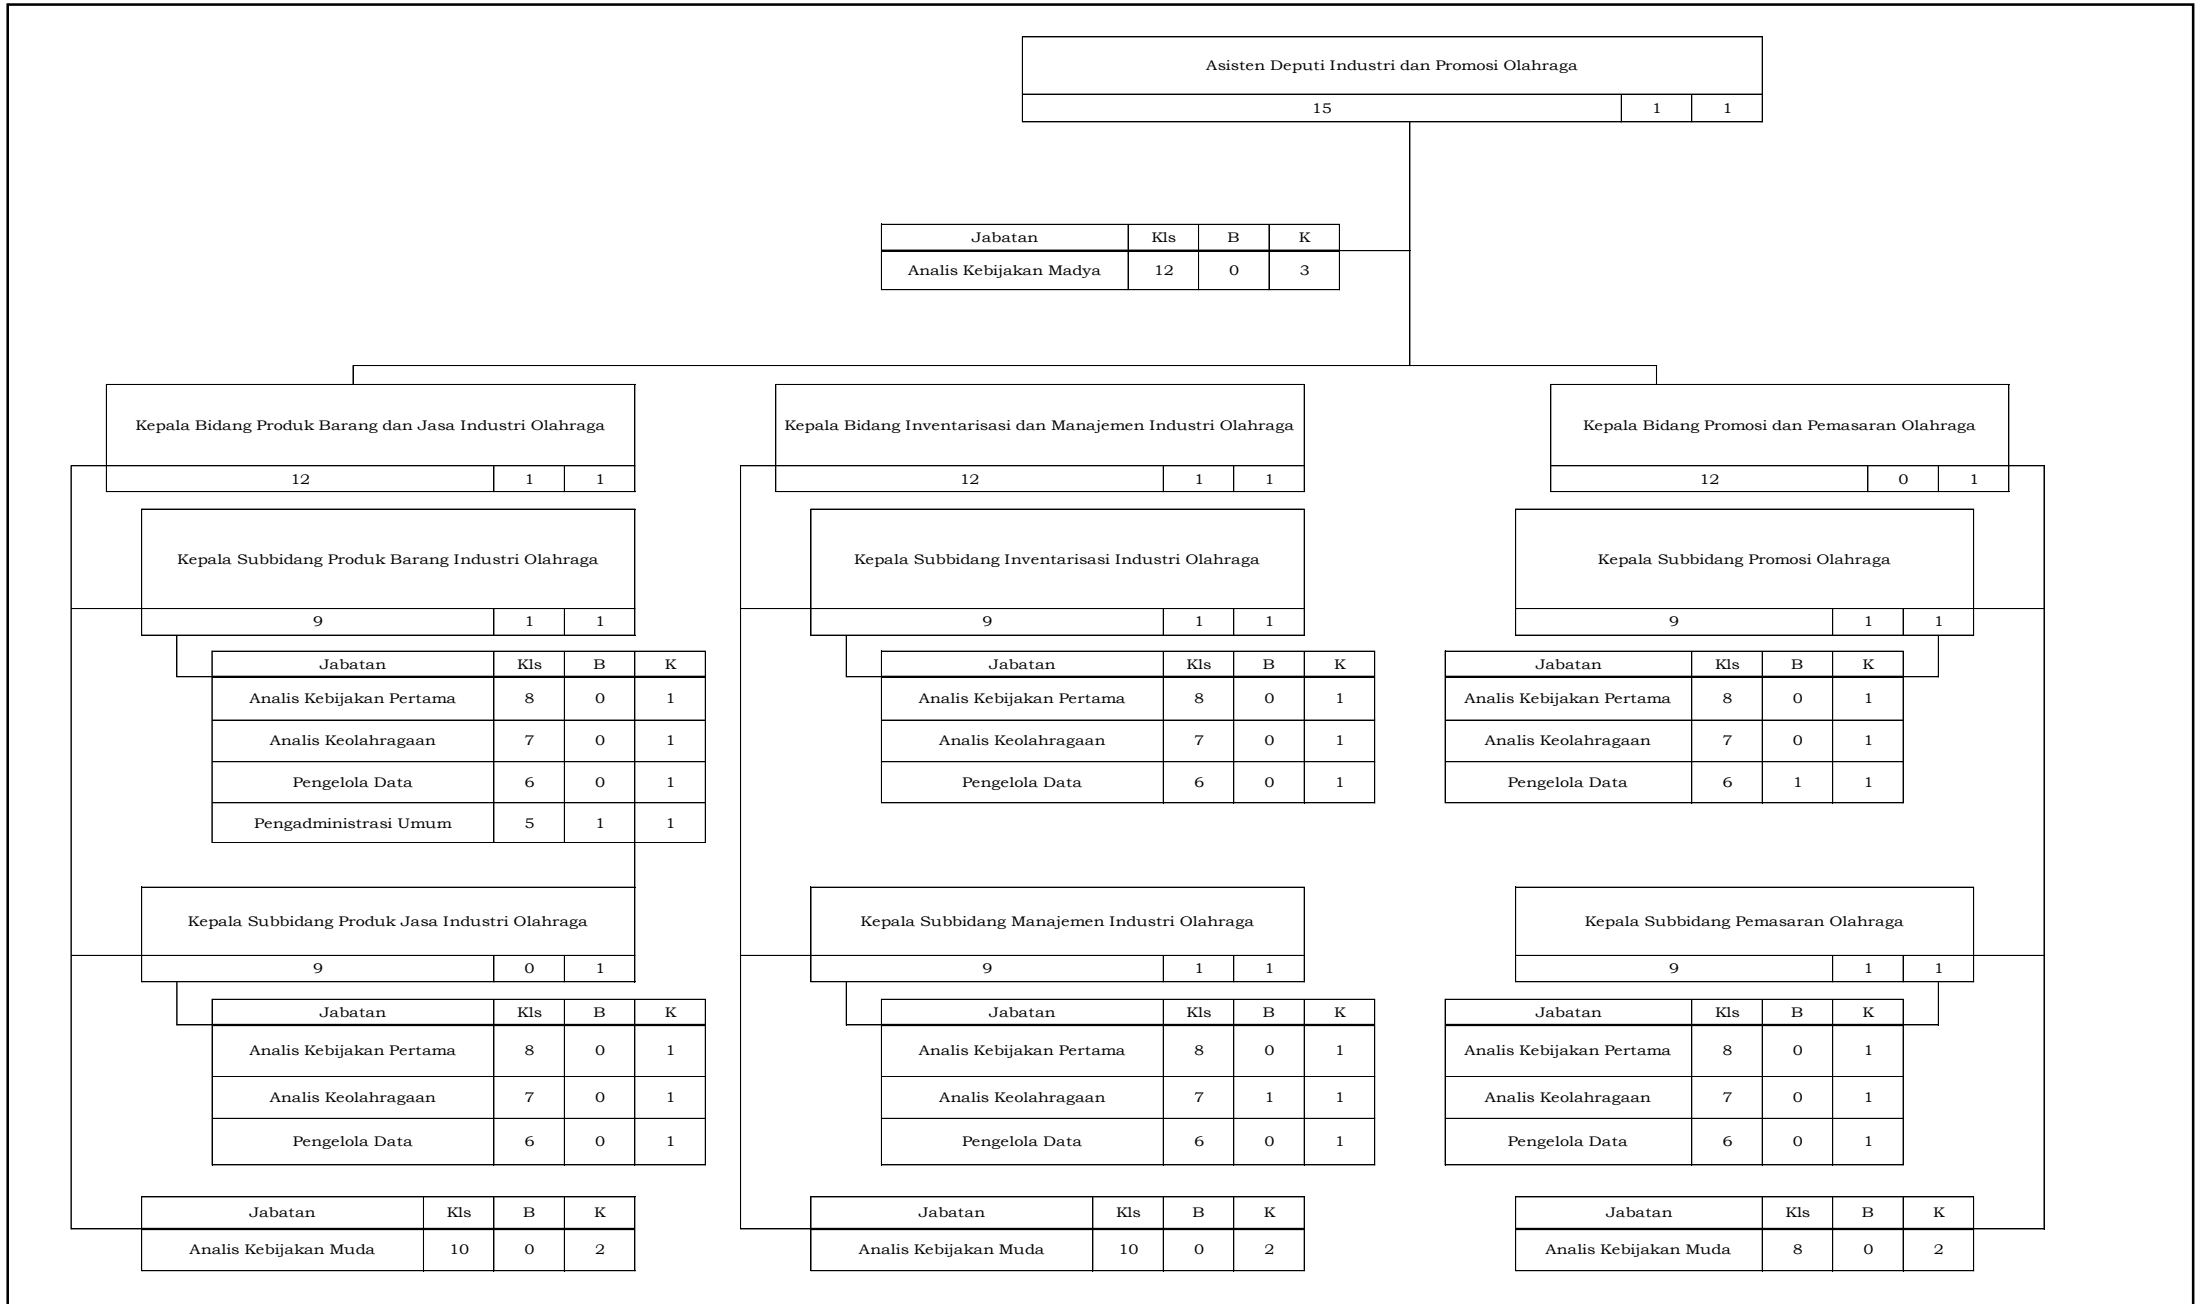 Asisten Deputi Industri dan Promosi Olahraga
15 1 1
Jabatan Kls B K
Analis Kebijakan Madya 12 0 3
Kepala Bidang Produk Barang dan Jasa Industri Olahraga
12 1 1
Kepala Subbidang Produk Barang Industri Olahraga
9 1 1
Jabatan Kls B K
Analis Kebijakan Pertama 8 0 1
Analis Keolahragaan 7 0 1
Pengelola Data 6 0 1
Pengadministrasi Umum 5 1 1
Kepala Subbidang Produk Jasa Industri Olahraga
9 0 1
Jabatan Kls B K
Analis Kebijakan Pertama 8 0 1
Analis Keolahragaan 7 0 1
Pengelola Data 6 0 1
Jabatan Kls B K
Analis Kebijakan Muda 10 0 2
Kepala Bidang Inventarisasi dan Manajemen Industri Olahraga
12 1 1
Kepala Subbidang Inventarisasi Industri Olahraga
9 1 1
Jabatan Kls B K
Analis Kebijakan Pertama 8 0 1
Analis Keolahragaan 7 0 1
Pengelola Data 6 0 1
Kepala Subbidang Manajemen Industri Olahraga
9 1 1
Jabatan Kls B K
Analis Kebijakan Pertama 8 0 1
Analis Keolahragaan 7 1 1
Pengelola Data 6 0 1
Jabatan Kls B K
Analis Kebijakan Muda 10 0 2
Kepala Bidang Promosi dan Pemasaran Olahraga
12 0 1
Kepala Subbidang Promosi Olahraga
9 1 1
Jabatan Kls B K
Analis Kebijakan Pertama 8 0 1
Analis Keolahragaan 7 0 1
Pengelola Data 6 1 1
Kepala Subbidang Pemasaran Olahraga
9 1 1
Jabatan Kls B K
Analis Kebijakan Pertama 8 0 1
Analis Keolahragaan 7 0 1
Pengelola Data 6 0 1
Jabatan Kls B K
Analis Kebijakan Muda 8 0 2